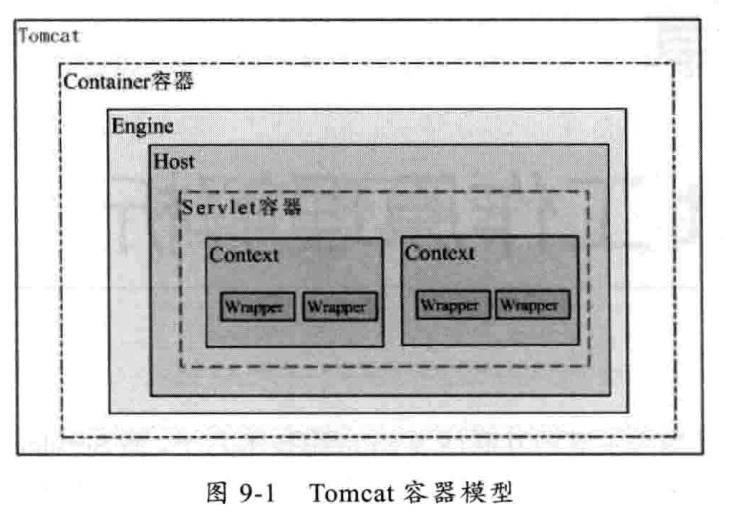 Tomcat
Container容器
Engine
Host
Servlet容器
Context
Context
Wrapper Wrapper
Wrapper Wrapper
图 9-1 Tomcat 容器模型